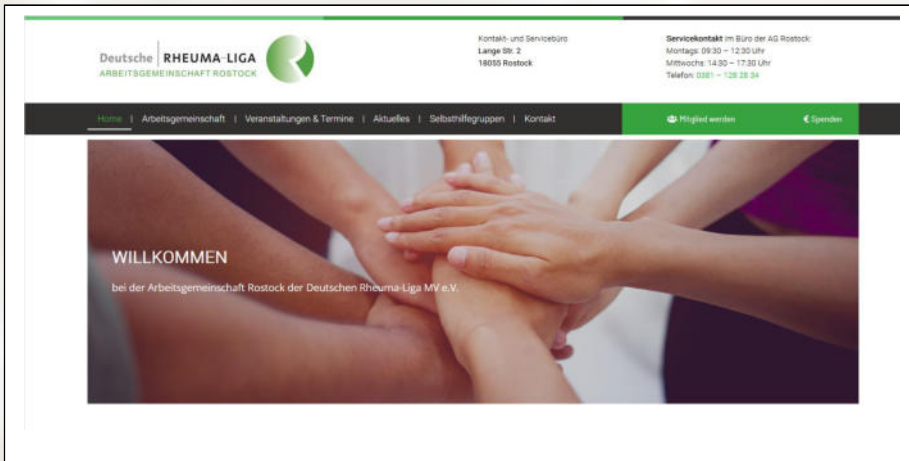 Deutsche RHEUMA-LIGA
ARBEITSGEMEINSCHAFT ROSTOCK
Kontakt- und Servicebüro
Lange Str. 2
18055 Rostock
Servicekontakt im Büro der AG Rostock:
Montags: 09:30 – 12:30 Uhr
Mittwochs: 14:30 – 17:30 Uhr
Telefon: 0381 – 128 28 34
Home | Arbeitsgemeinschaft | Veranstaltungen & Termine | Aktuelles | Selbsthilfegruppen | Kontakt
Mitglied werden
€ Spenden
WILLKOMMEN
bei der Arbeitsgemeinschaft Rostock der Deutschen Rheuma-Liga MV e.V.